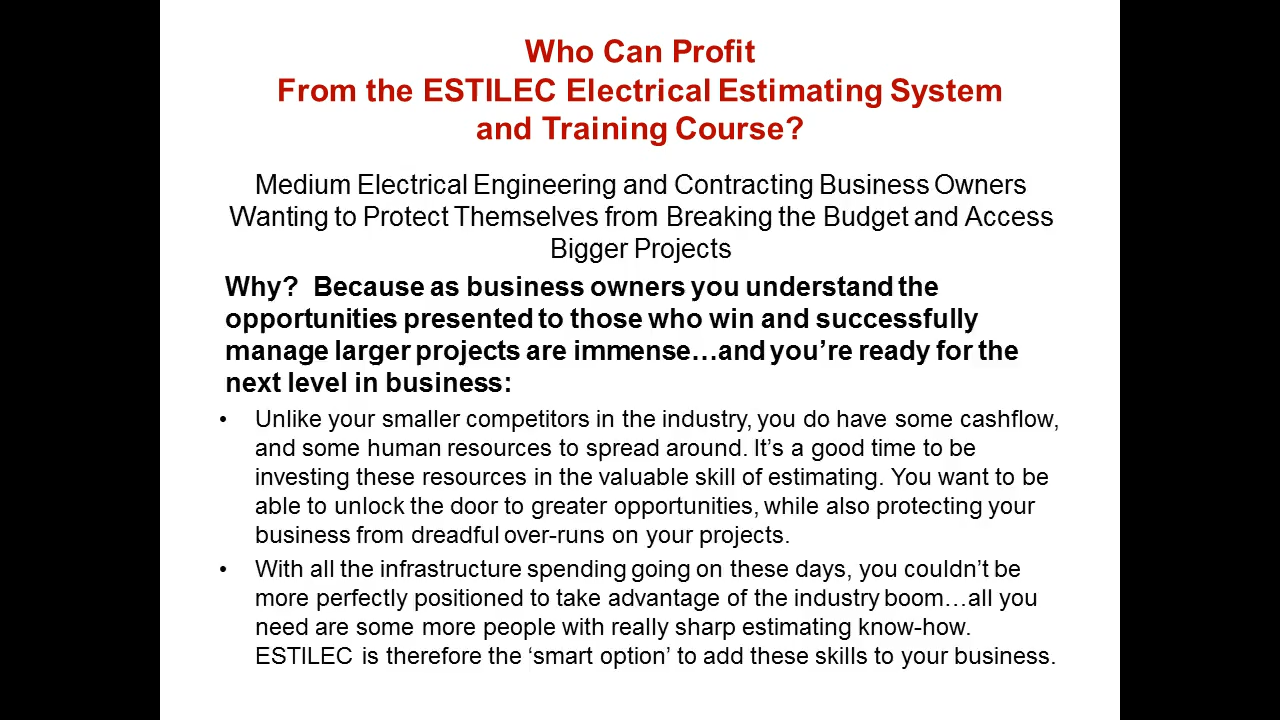 Who Can Profit
From the ESTILEC Electrical Estimating System
and Training Course?
Medium Electrical Engineering and Contracting Business Owners
Wanting to Protect Themselves from Breaking the Budget and Access
Bigger Projects
Why?  Because as business owners you understand the
opportunities presented to those who win and successfully
manage larger projects are immense…and you’re ready for the
next level in business:
• Unlike your smaller competitors in the industry, you do have some cashflow,
and some human resources to spread around. It’s a good time to be
investing these resources in the valuable skill of estimating. You want to be
able to unlock the door to greater opportunities, while also protecting your
business from dreadful over-runs on your projects.
• With all the infrastructure spending going on these days, you couldn’t be
more perfectly positioned to take advantage of the industry boom…all you
need are some more people with really sharp estimating know-how.
ESTILEC is therefore the ‘smart option’ to add these skills to your business.